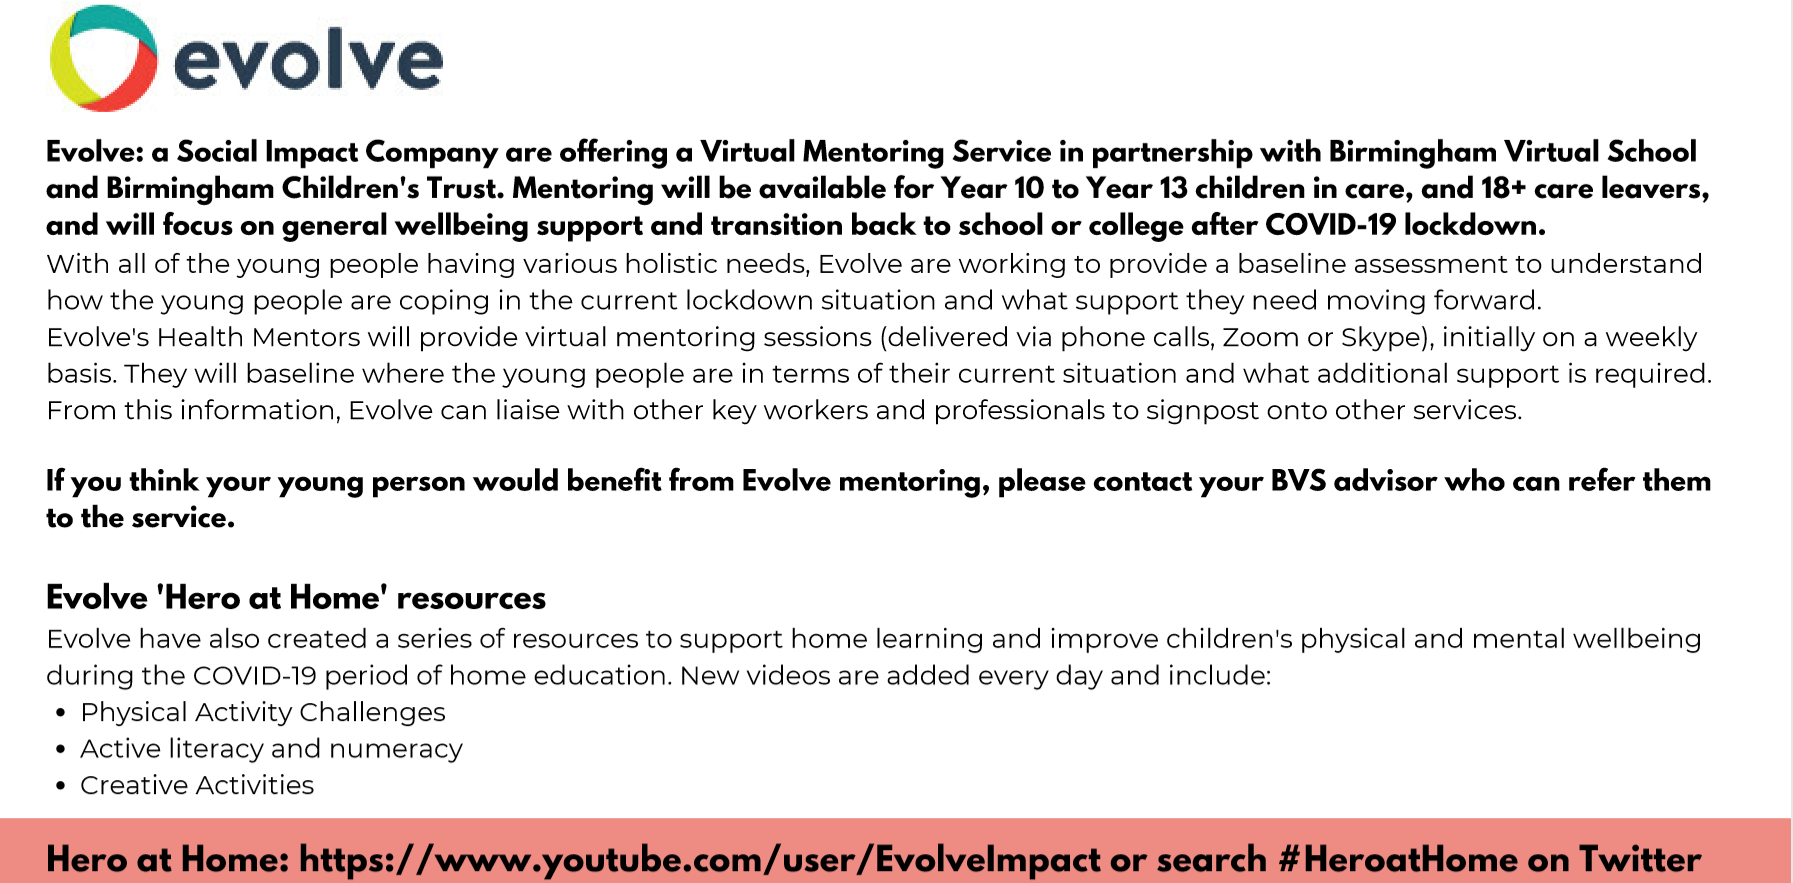 evolve
Evolve: a Social Impact Company are offering a Virtual Mentoring Service in partnership with Birmingham Virtual School
and Birmingham Children's Trust. Mentoring will be available for Year 10 to Year 13 children in care, and 18+ care leavers,
and will focus on general wellbeing support and transition back to school or college after COVID-19 lockdown.
With all of the young people having various holistic needs, Evolve are working to provide a baseline assessment to understand
how the young people are coping in the current lockdown situation and what support they need moving forward.
Evolve's Health Mentors will provide virtual mentoring sessions (delivered via phone calls, Zoom or Skype), initially on a weekly
basis. They will baseline where the young people are in terms of their current situation and what additional support is required.
From this information, Evolve can liaise with other key workers and professionals to signpost onto other services.
If you think your young person would benefit from Evolve mentoring, please contact your BVS advisor who can refer them
to the service.
Evolve 'Hero at Home' resources
Evolve have also created a series of resources to support home learning and improve children's physical and mental wellbeing
during the COVID-19 period of home education. New videos are added every day and include:
• Physical Activity Challenges
• Active literacy and numeracy
• Creative Activities
Hero at Home: https://www.youtube.com/user/EvolveImpact or search #HeroatHome on Twitter